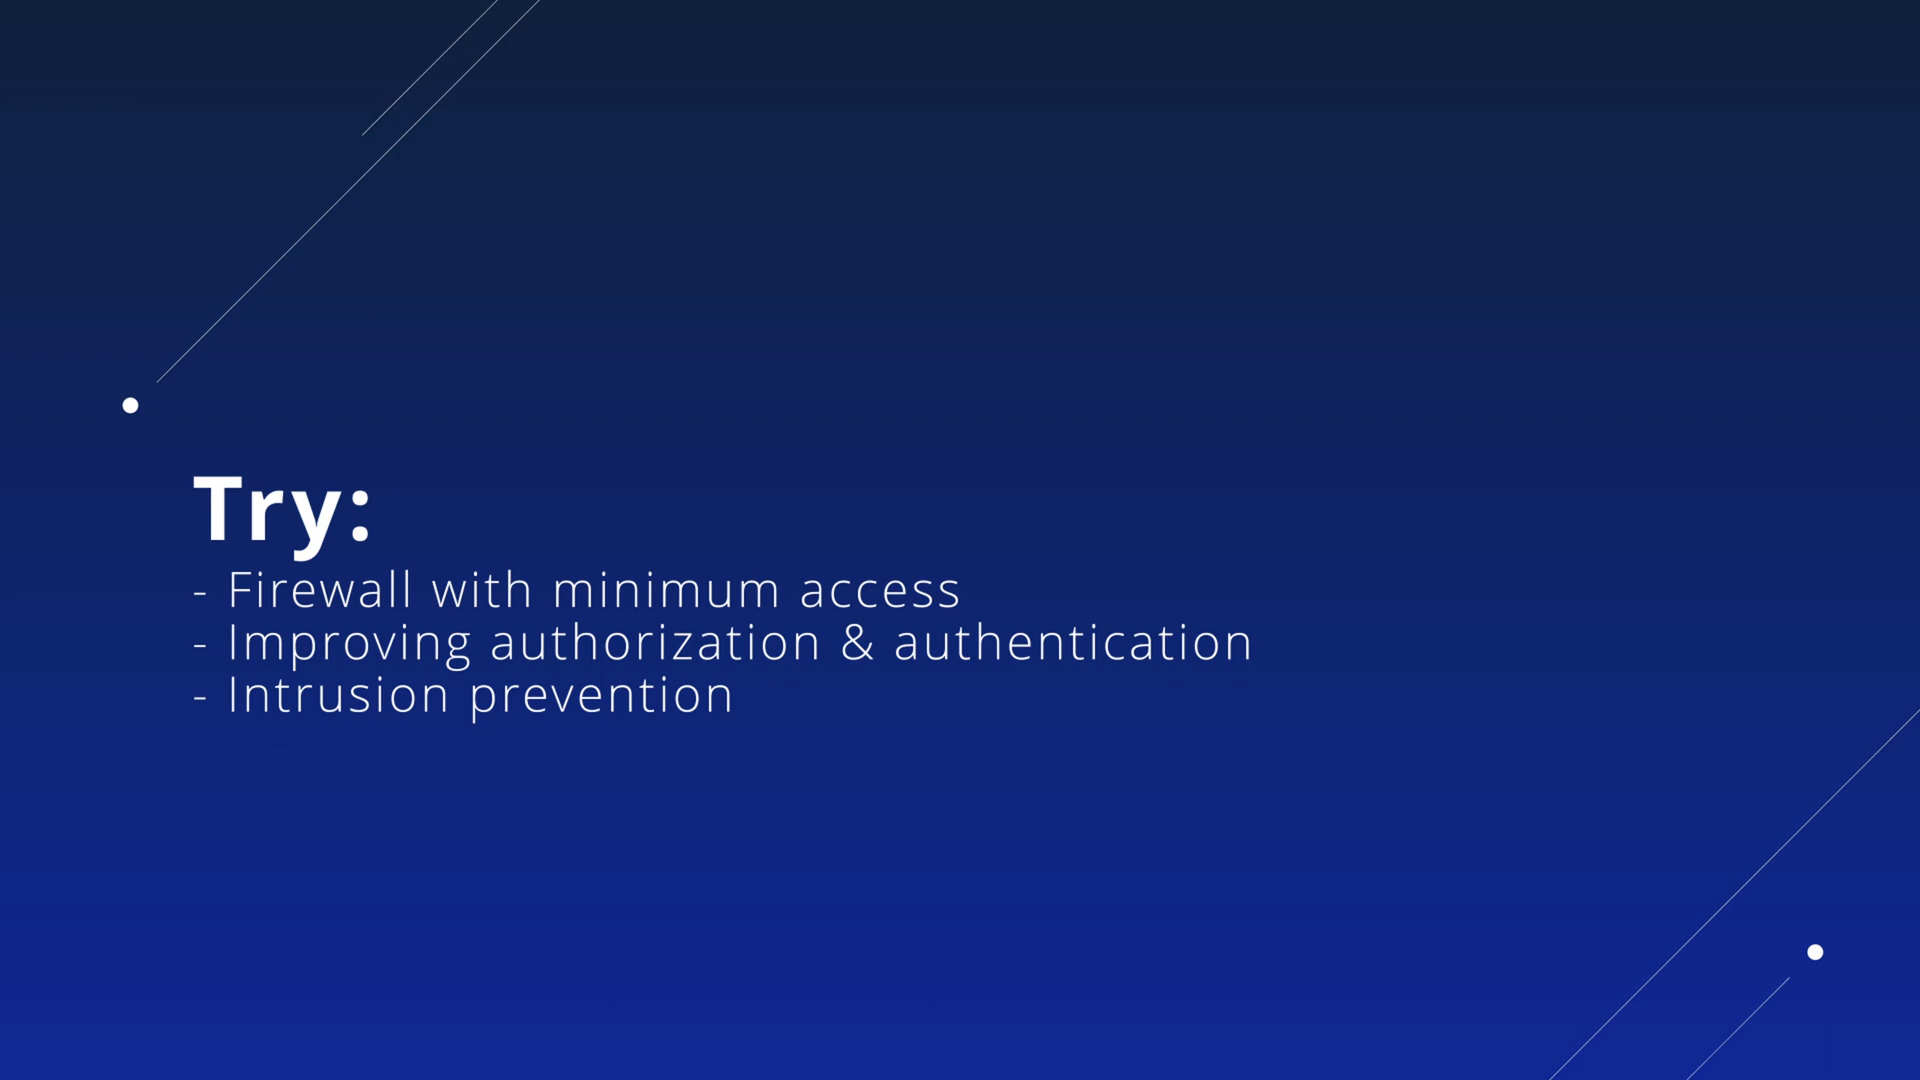 Try:
- Firewall with minimum access
- Improving authorization & authentication
- Intrusion prevention